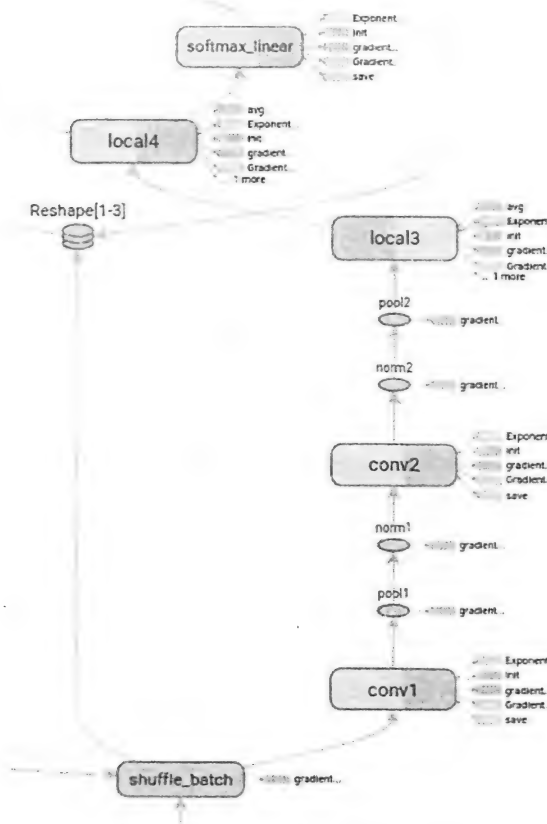 Exponent
init
softmax_linear
gradient...
Gradient...
save
avg
Exponent...
local4
init
gradient...
Gradient...
1 more
Reshape[1-3]
avg
Exponent
local3
init
gradient...
Gradient...
... 1 more
pool2
gradient...
norm2
gradient...
Exponent
init
conv2
gradient...
Gradient...
save
norm1
gradient...
pool1
gradient...
Exponent
init
conv1
gradient...
Gradient...
save
shuffle_batch
gradient...